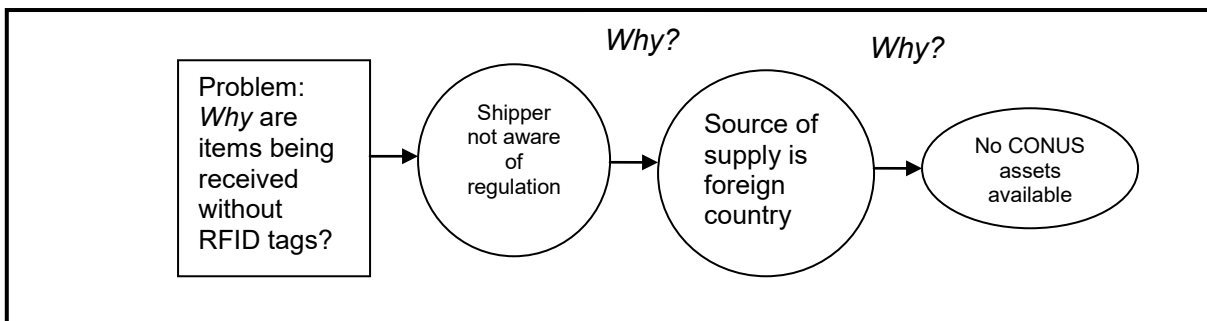 Why?
Why?
Problem:
Why are
items being
received
without
RFID tags?
Shipper
not aware
of
regulation
Source of
supply is
foreign
country
No CONUS
assets
available